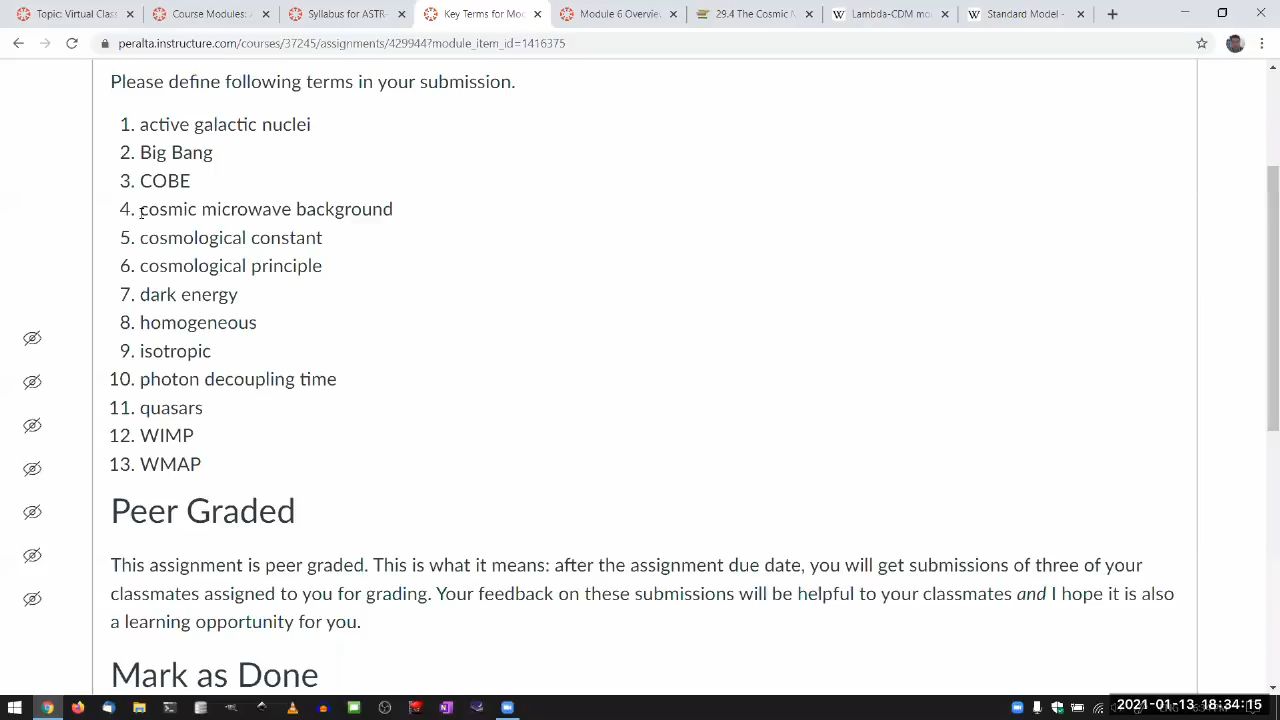 Topic: Virtual Class
Course Modules:
Syllabus for ASTR-
Key Terms for Moc
Module 6 Overview
29.4 The Cosmic
Lambda-CDM mo
Standard Model -
peralta.instructure.com/courses/37245/assignments/429944?module_item_id=1416375
Please define following terms in your submission.
1. active galactic nuclei
2. Big Bang
3. COBE
4. cosmic microwave background
5. cosmological constant
6. cosmological principle
7. dark energy
8. homogeneous
9. isotropic
10. photon decoupling time
11. quasars
12. WIMP
13. WMAP
Peer Graded
This assignment is peer graded. This is what it means: after the assignment due date, you will get submissions of three of your
classmates assigned to you for grading. Your feedback on these submissions will be helpful to your classmates and I hope it is also
a learning opportunity for you.
Mark as Done
2021-01-13 18:34:15